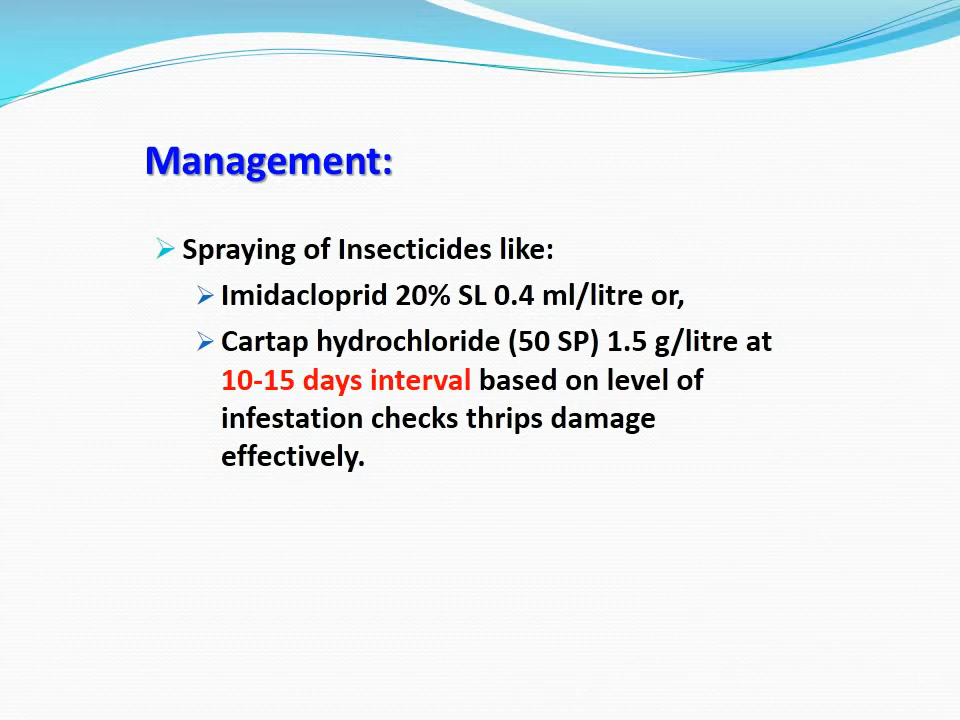 Management:
Spraying of Insecticides like:
Imidacloprid 20% SL 0.4 ml/litre or,
Cartap hydrochloride (50 SP) 1.5 g/litre at
10-15 days interval based on level of
infestation checks thrips damage
effectively.